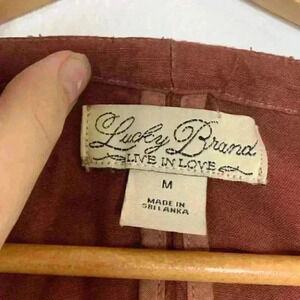 Lucky Brand
LIVE IN LOVE
M
MADE IN
SRI LANKA